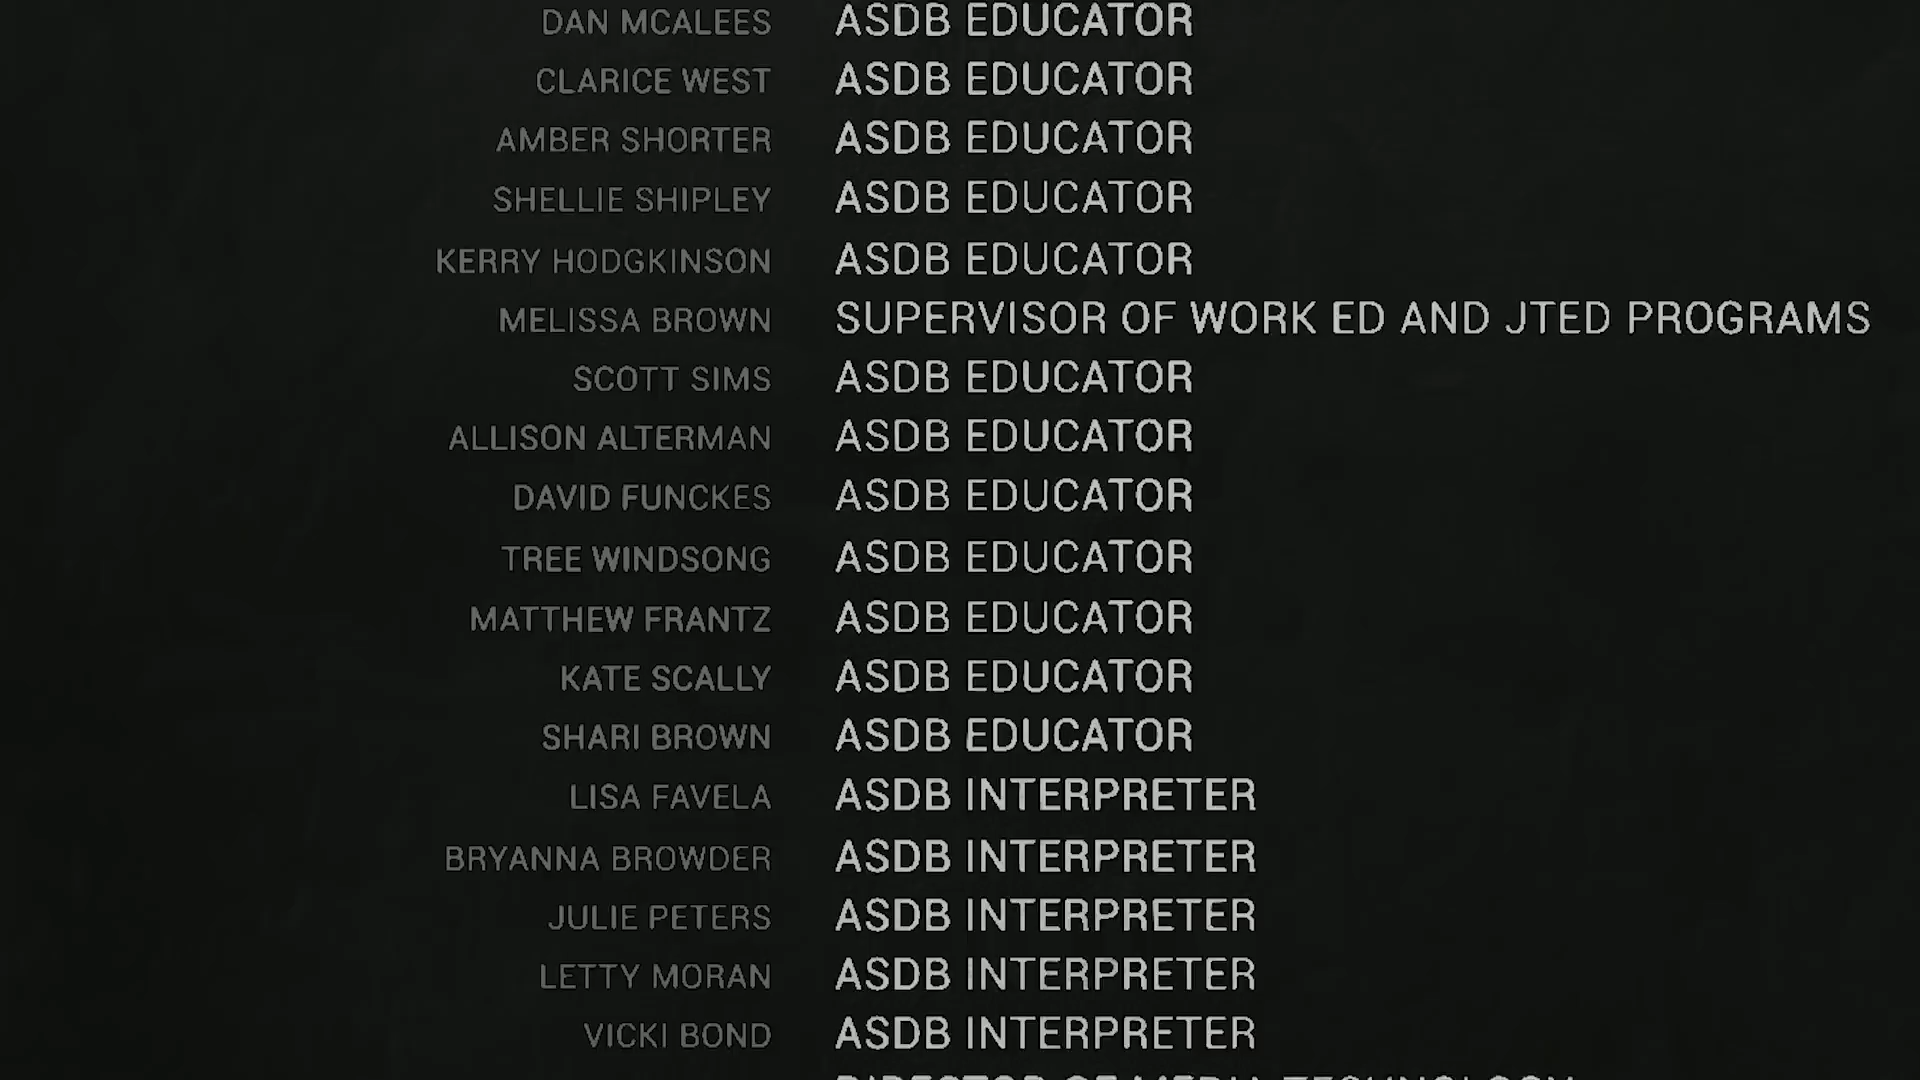 DAN MCALEES ASDB EDUCATOR
CLARICE WEST ASDB EDUCATOR
AMBER SHORTER ASDB EDUCATOR
SHELLIE SHIPLEY ASDB EDUCATOR
KERRY HODGKINSON ASDB EDUCATOR
MELISSA BROWN SUPERVISOR OF WORK ED AND JTED PROGRAMS
SCOTT SIMS ASDB EDUCATOR
ALLISON ALTERMAN ASDB EDUCATOR
DAVID FUNCKES ASDB EDUCATOR
TREE WINDSONG ASDB EDUCATOR
MATTHEW FRANTZ ASDB EDUCATOR
KATE SCALLY ASDB EDUCATOR
SHARI BROWN ASDB EDUCATOR
LISA FAVELA ASDB INTERPRETER
BRYANNA BROWDER ASDB INTERPRETER
JULIE PETERS ASDB INTERPRETER
LETTY MORAN ASDB INTERPRETER
VICKI BOND ASDB INTERPRETER